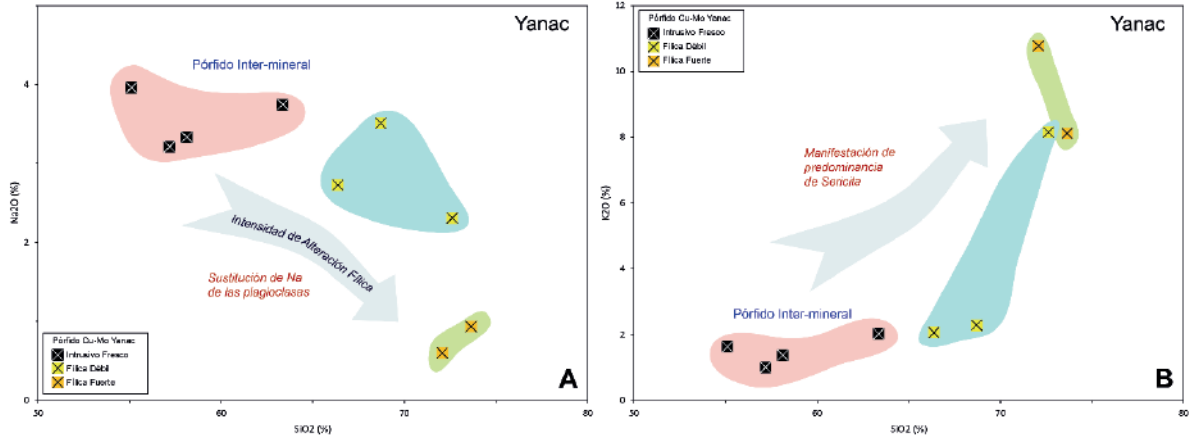 Yanac
Pórfido Inter-mineral
4
Na2O (%)
2
Intensidad de Alteración Fílica
Sustitución de Na
de las plagioclasas
Pórfido Cu-Mo Yanac
Intrusivo Fresco
Fílica Débil
Fílica Fuerte
A
0
50
60
70
80
SiO2 (%)
B
12
Yanac
Pórfido Cu-Mo Yanac
Intrusivo Fresco
Fílica Débil
Fílica Fuerte
10
8
Manifestación de
predominancia
de Sericita
K2O (%)
6
4
Pórfido Inter-mineral
2
B
0
50
60
70
80
SiO2 (%)